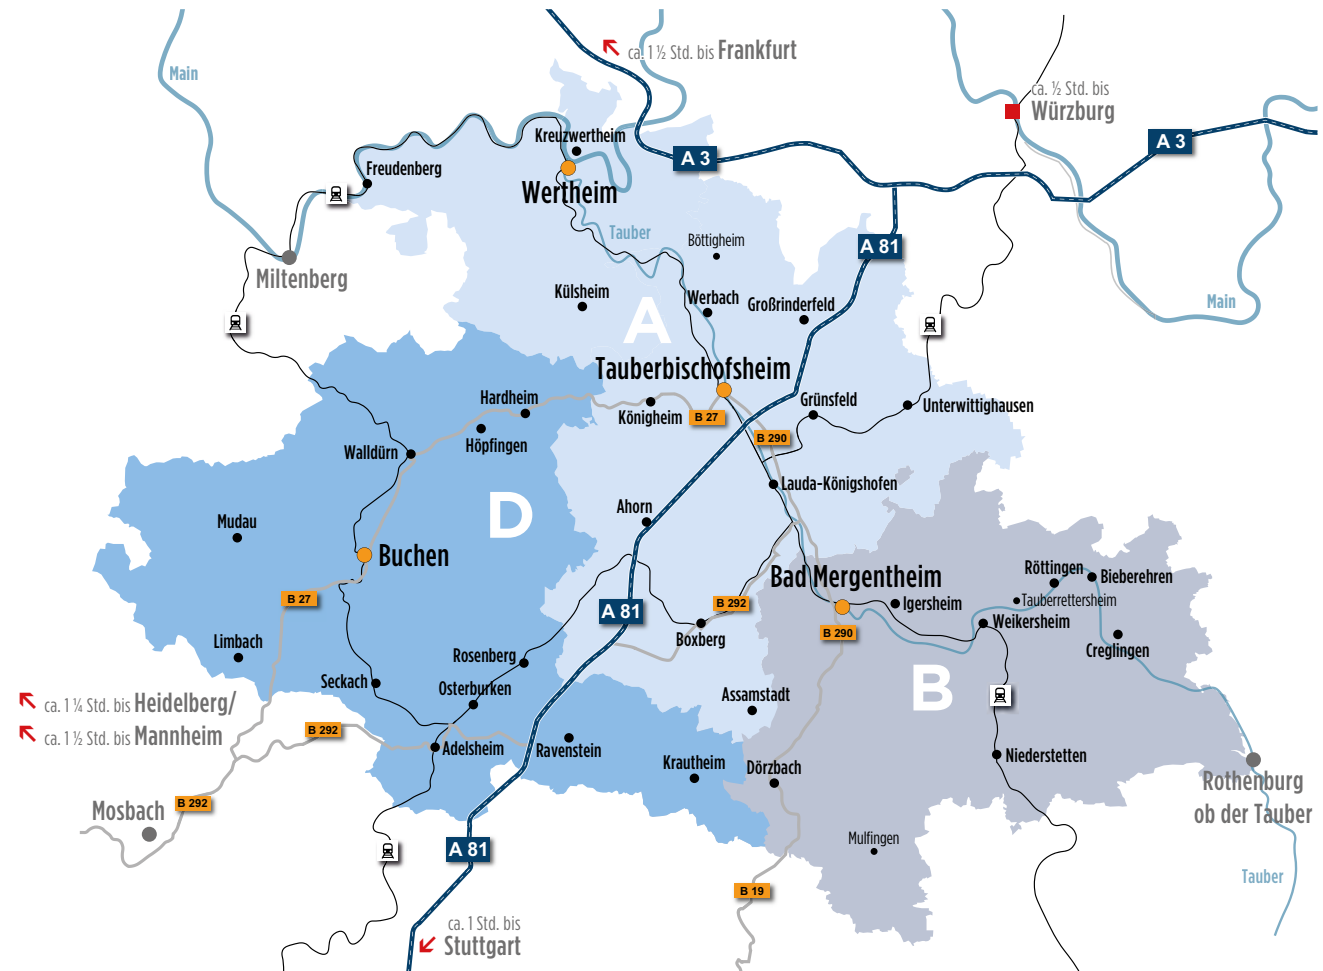 ca. 1 ½ Std. bis Frankfurt
Main
ca. ½ Std. bis
Würzburg
Kreuzwertheim
A 3
A 3
Freudenberg
Wertheim
Tauber
Böttigheim
A 81
Miltenberg
Külsheim
Werbach
Großrinderfeld
Main
A
Tauberbischofsheim
Hardheim
Königheim
B 27
Grünsfeld
Unterwittighausen
Höpfingen
B 290
Walldürn
Lauda-Königshofen
Ahorn
D
Mudau
Buchen
Bad Mergentheim
Röttingen
Bieberehren
B 27
A 81
B 292
Igersheim
Tauberrettersheim
Weikersheim
Boxberg
B 290
Limbach
Creglingen
Rosenberg
Seckach
Osterburken
Assamstadt
B
ca. 1 ¼ Std. bis Heidelberg/
ca. 1 ½ Std. bis Mannheim
B 292
Adelsheim
Ravenstein
Krautheim
Dörzbach
Niederstetten
Rothenburg
ob der Tauber
Mosbach
B 292
A 81
Mulfingen
B 19
Tauber
ca. 1 Std. bis
Stuttgart